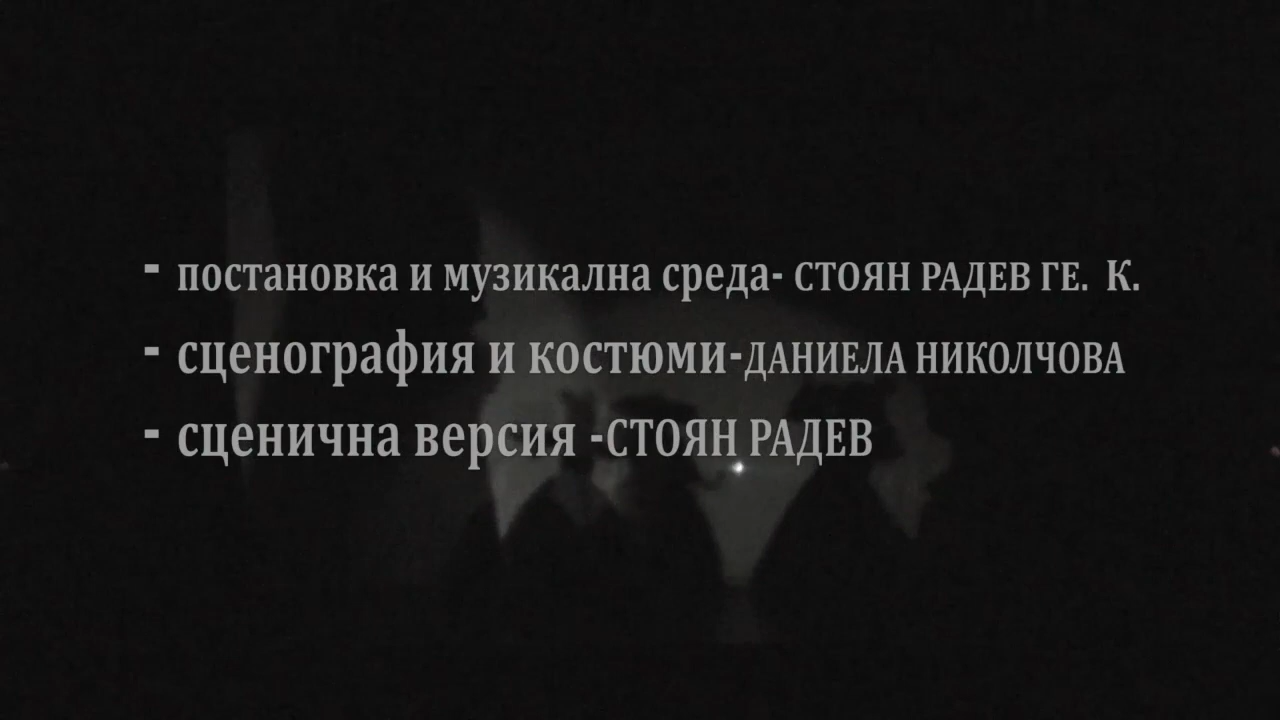 - постановка и музикална среда- СТОЯН РАДЕВ ГЕ. К.
- сценография и костюми-ДАНИЕЛА НИКОЛЧОВА
- сценична версия -СТОЯН РАДЕВ